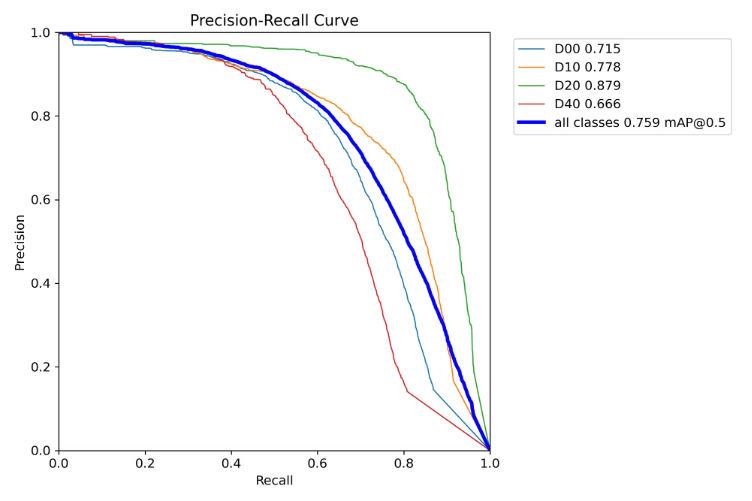 Precision-Recall Curve
1.0
0.8
0.6
0.4
0.2
0.0
Precision
0.0 0.2 0.4 0.6 0.8 1.0
Recall
D00 0.715
D10 0.778
D20 0.879
D40 0.666
all classes 0.759 mAP@0.5